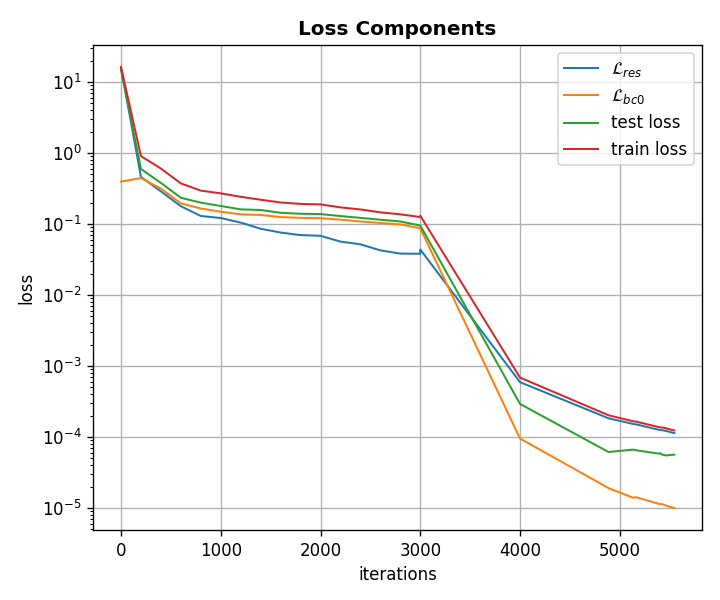 Loss Components
ℒ_res
ℒ_bc0
test loss
train loss
10^1
10^0
10^-1
10^-2
10^-3
10^-4
10^-5
loss
0 1000 2000 3000 4000 5000
iterations